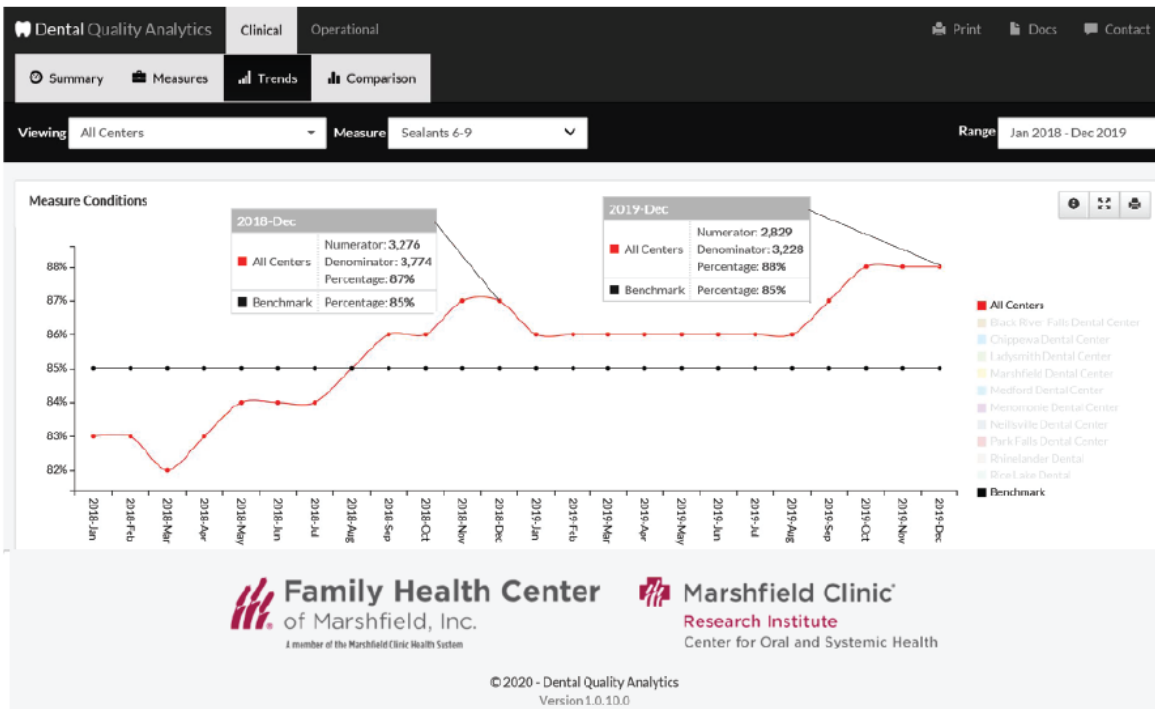 Dental Quality Analytics
Clinical
Operational
Print
Docs
Contact
Summary
Measures
Trends
Comparison
Viewing
All Centers
Measure
Sealants 6-9
Range
Jan 2018 - Dec 2019
Measure Conditions
2018-Dec
All Centers
Numerator: 3,276
Denominator: 3,774
Percentage: 87%
Benchmark
Percentage: 85%
2019-Dec
All Centers
Numerator: 2,829
Denominator: 3,228
Percentage: 88%
Benchmark
Percentage: 85%
88%
87%
86%
85%
84%
83%
82%
2018-Jan
2018-Feb
2018-Mar
2018-Apr
2018-May
2018-Jun
2018-Jul
2018-Aug
2018-Sep
2018-Oct
2018-Nov
2018-Dec
2019-Jan
2019-Feb
2019-Mar
2019-Apr
2019-May
2019-Jun
2019-Jul
2019-Aug
2019-Sep
2019-Oct
2019-Nov
2019-Dec
All Centers
Black River Falls Dental Center
Chippewa Dental Center
Ladysmith Dental Center
Marshfield Dental Center
Medford Dental Center
Menomonie Dental Center
Neillsville Dental Center
Park Falls Dental Center
Rhinelander Dental
Rice Lake Dental
Benchmark
Family Health Center
of Marshfield, Inc.
A member of the Marshfield Clinic Health System
Marshfield Clinic®
Research Institute
Center for Oral and Systemic Health
© 2020 - Dental Quality Analytics
Version 1.0.10.0